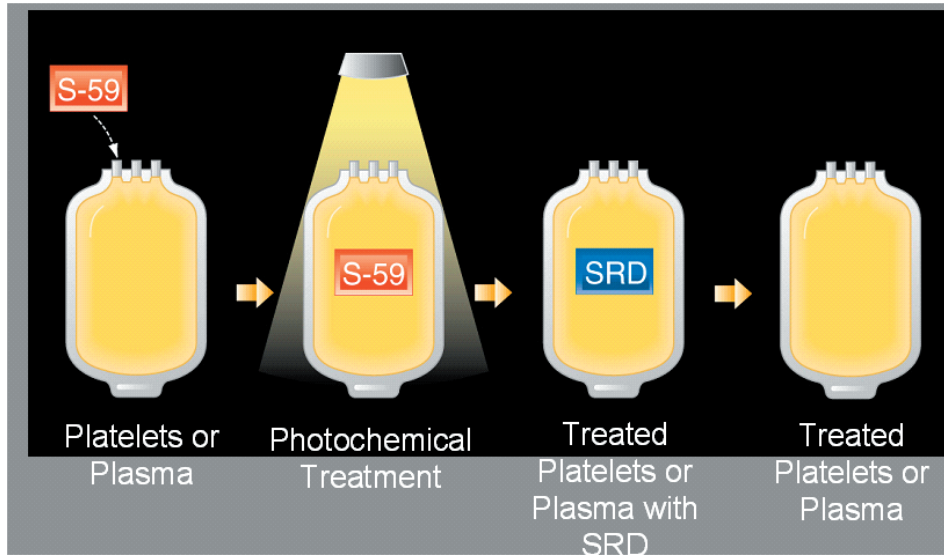 S-59
S-59
SRD
Platelets or
Plasma
Photochemical
Treatment
Treated
Platelets or
Plasma with
SRD
Treated
Platelets or
Plasma